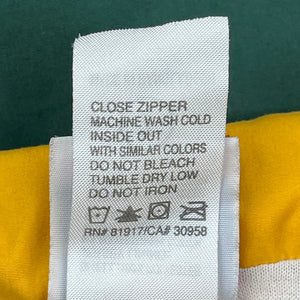 CLOSE ZIPPER
MACHINE WASH COLD
INSIDE OUT
WITH SIMILAR COLORS
DO NOT BLEACH
TUMBLE DRY LOW
DO NOT IRON
RN# 81917/CA# 30958